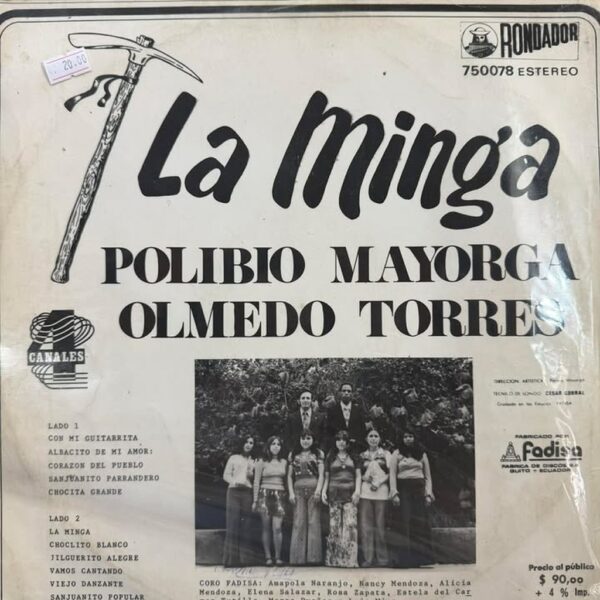 20.00
RONDADOR
750078 ESTEREO
La Minga
POLIBIO MAYORGA
OLMEDO TORRES
4
CANALES
DIRECCION ARTISTICA
TECNICO DE SONIDO: CESAR CORRAL
LADO 1
CON MI GUITARRITA
ALBACITO DE MI AMOR:
CORAZON DEL PUEBLO
SANJUANITO PARRANDERO
CHOCITA GRANDE
FABRICADO POR
Fadisa
FABRICA DE DISCOS S.A
QUITO - ECUADOR
LADO 2
LA MINGA
CHOCLITO BLANCO
JILGUERITO ALEGRE
VAMOS CANTANDO
VIEJO DANZANTE
SANJUANITO POPULAR
Precio al público
$ 90,00
+ 4 % Imp.
CORO FADISA: Amapola Naranjo, Nancy Mendoza, Alicia
Mendoza, Elena Salazar, Rosa Zapata, Estela del Car